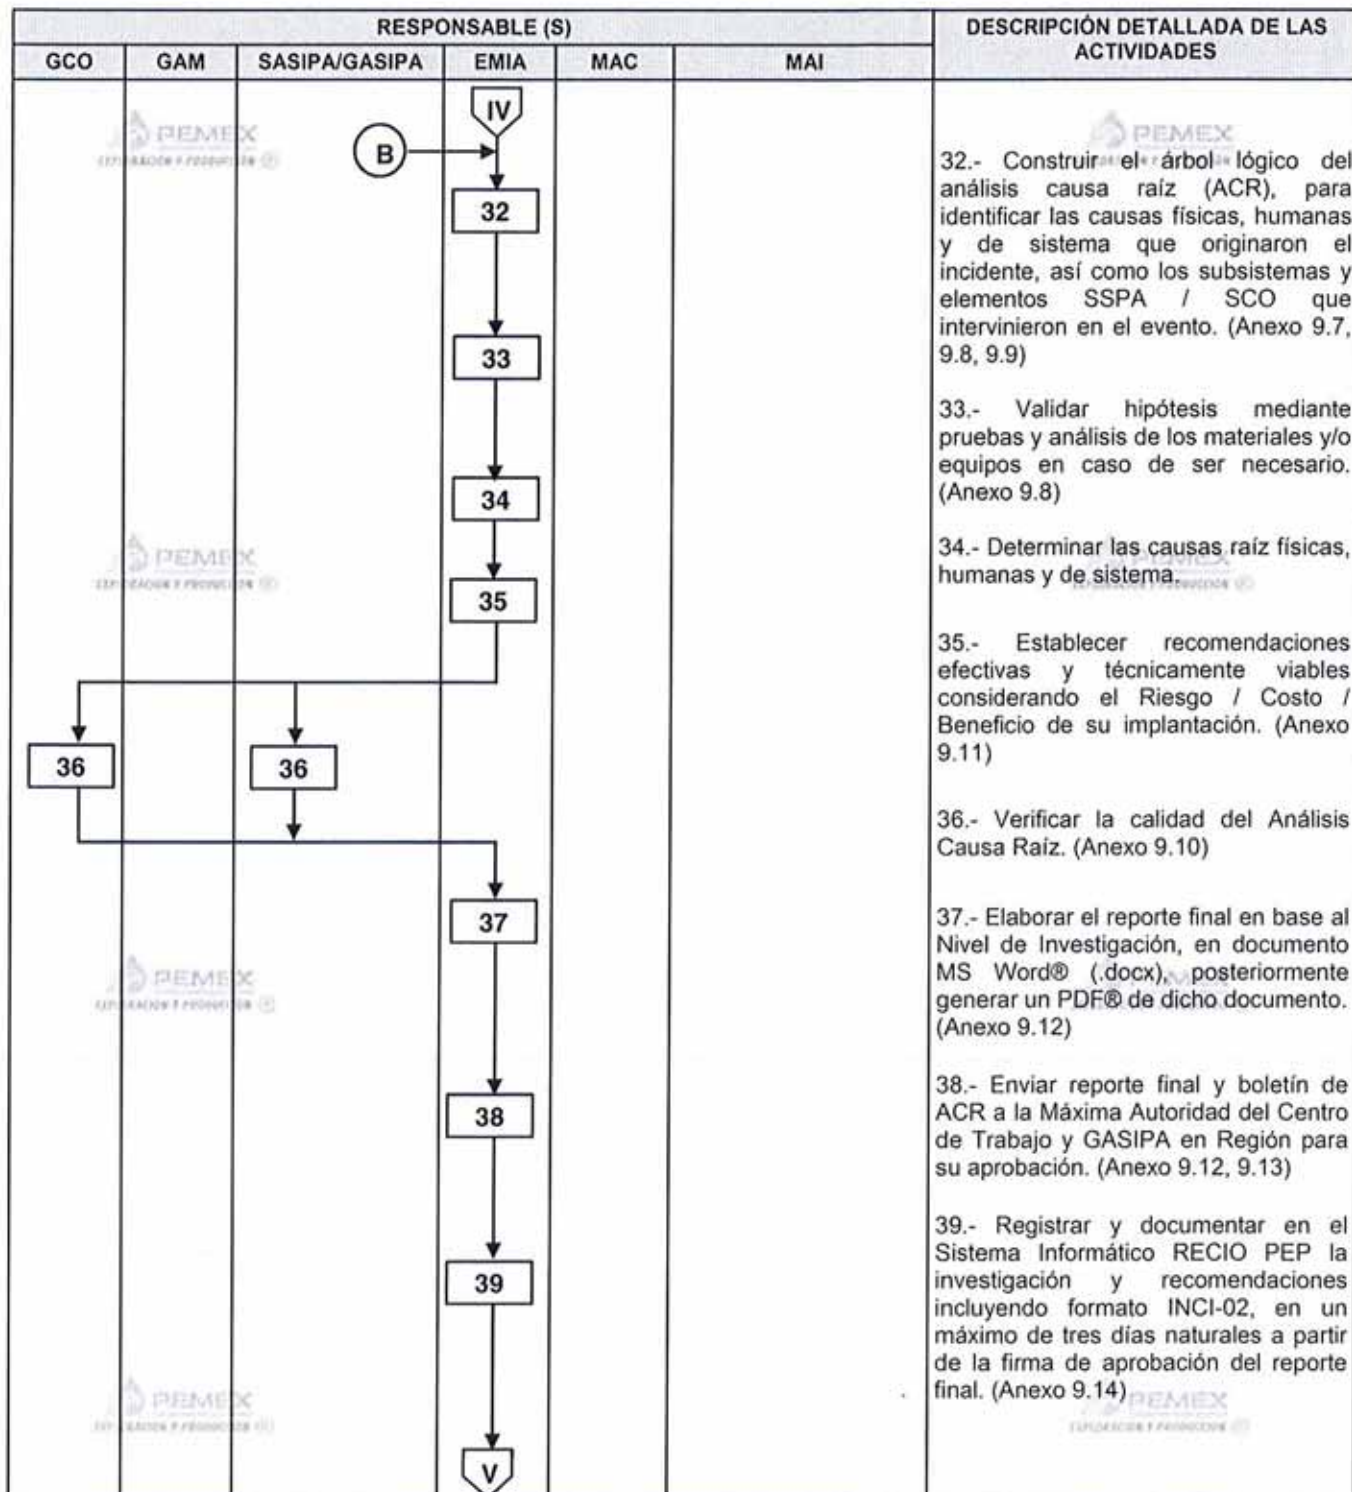 RESPONSABLE (S)
DESCRIPCIÓN DETALLADA DE LAS
ACTIVIDADES
GCO GAM SASIPA/GASIPA EMIA MAC MAI
IV
B
32
33
34
35
36 36
37
38
39
V
32.- Construir el árbol lógico del
análisis causa raíz (ACR), para
identificar las causas físicas, humanas
y de sistema que originaron el
incidente, así como los subsistemas y
elementos SSPA / SCO que
intervinieron en el evento. (Anexo 9.7,
9.8, 9.9)
33.- Validar hipótesis mediante
pruebas y análisis de los materiales y/o
equipos en caso de ser necesario.
(Anexo 9.8)
34.- Determinar las causas raíz físicas,
humanas y de sistema.
35.- Establecer recomendaciones
efectivas y técnicamente viables
considerando el Riesgo / Costo /
Beneficio de su implantación. (Anexo
9.11)
36.- Verificar la calidad del Análisis
Causa Raíz. (Anexo 9.10)
37.- Elaborar el reporte final en base al
Nivel de Investigación, en documento
MS Word® (.docx), posteriormente
generar un PDF® de dicho documento.
(Anexo 9.12)
38.- Enviar reporte final y boletín de
ACR a la Máxima Autoridad del Centro
de Trabajo y GASIPA en Región para
su aprobación. (Anexo 9.12, 9.13)
39.- Registrar y documentar en el
Sistema Informático RECIO PEP la
investigación y recomendaciones
incluyendo formato INCI-02, en un
máximo de tres días naturales a partir
de la firma de aprobación del reporte
final. (Anexo 9.14)
PEMEX
EXPLORACIÓN Y PRODUCCIÓN
PEMEX
EXPLORACIÓN Y PRODUCCIÓN
PEMEX
EXPLORACIÓN Y PRODUCCIÓN
PEMEX
EXPLORACIÓN Y PRODUCCIÓN
PEMEX
PEMEX
EXPLORACIÓN Y PRODUCCIÓN